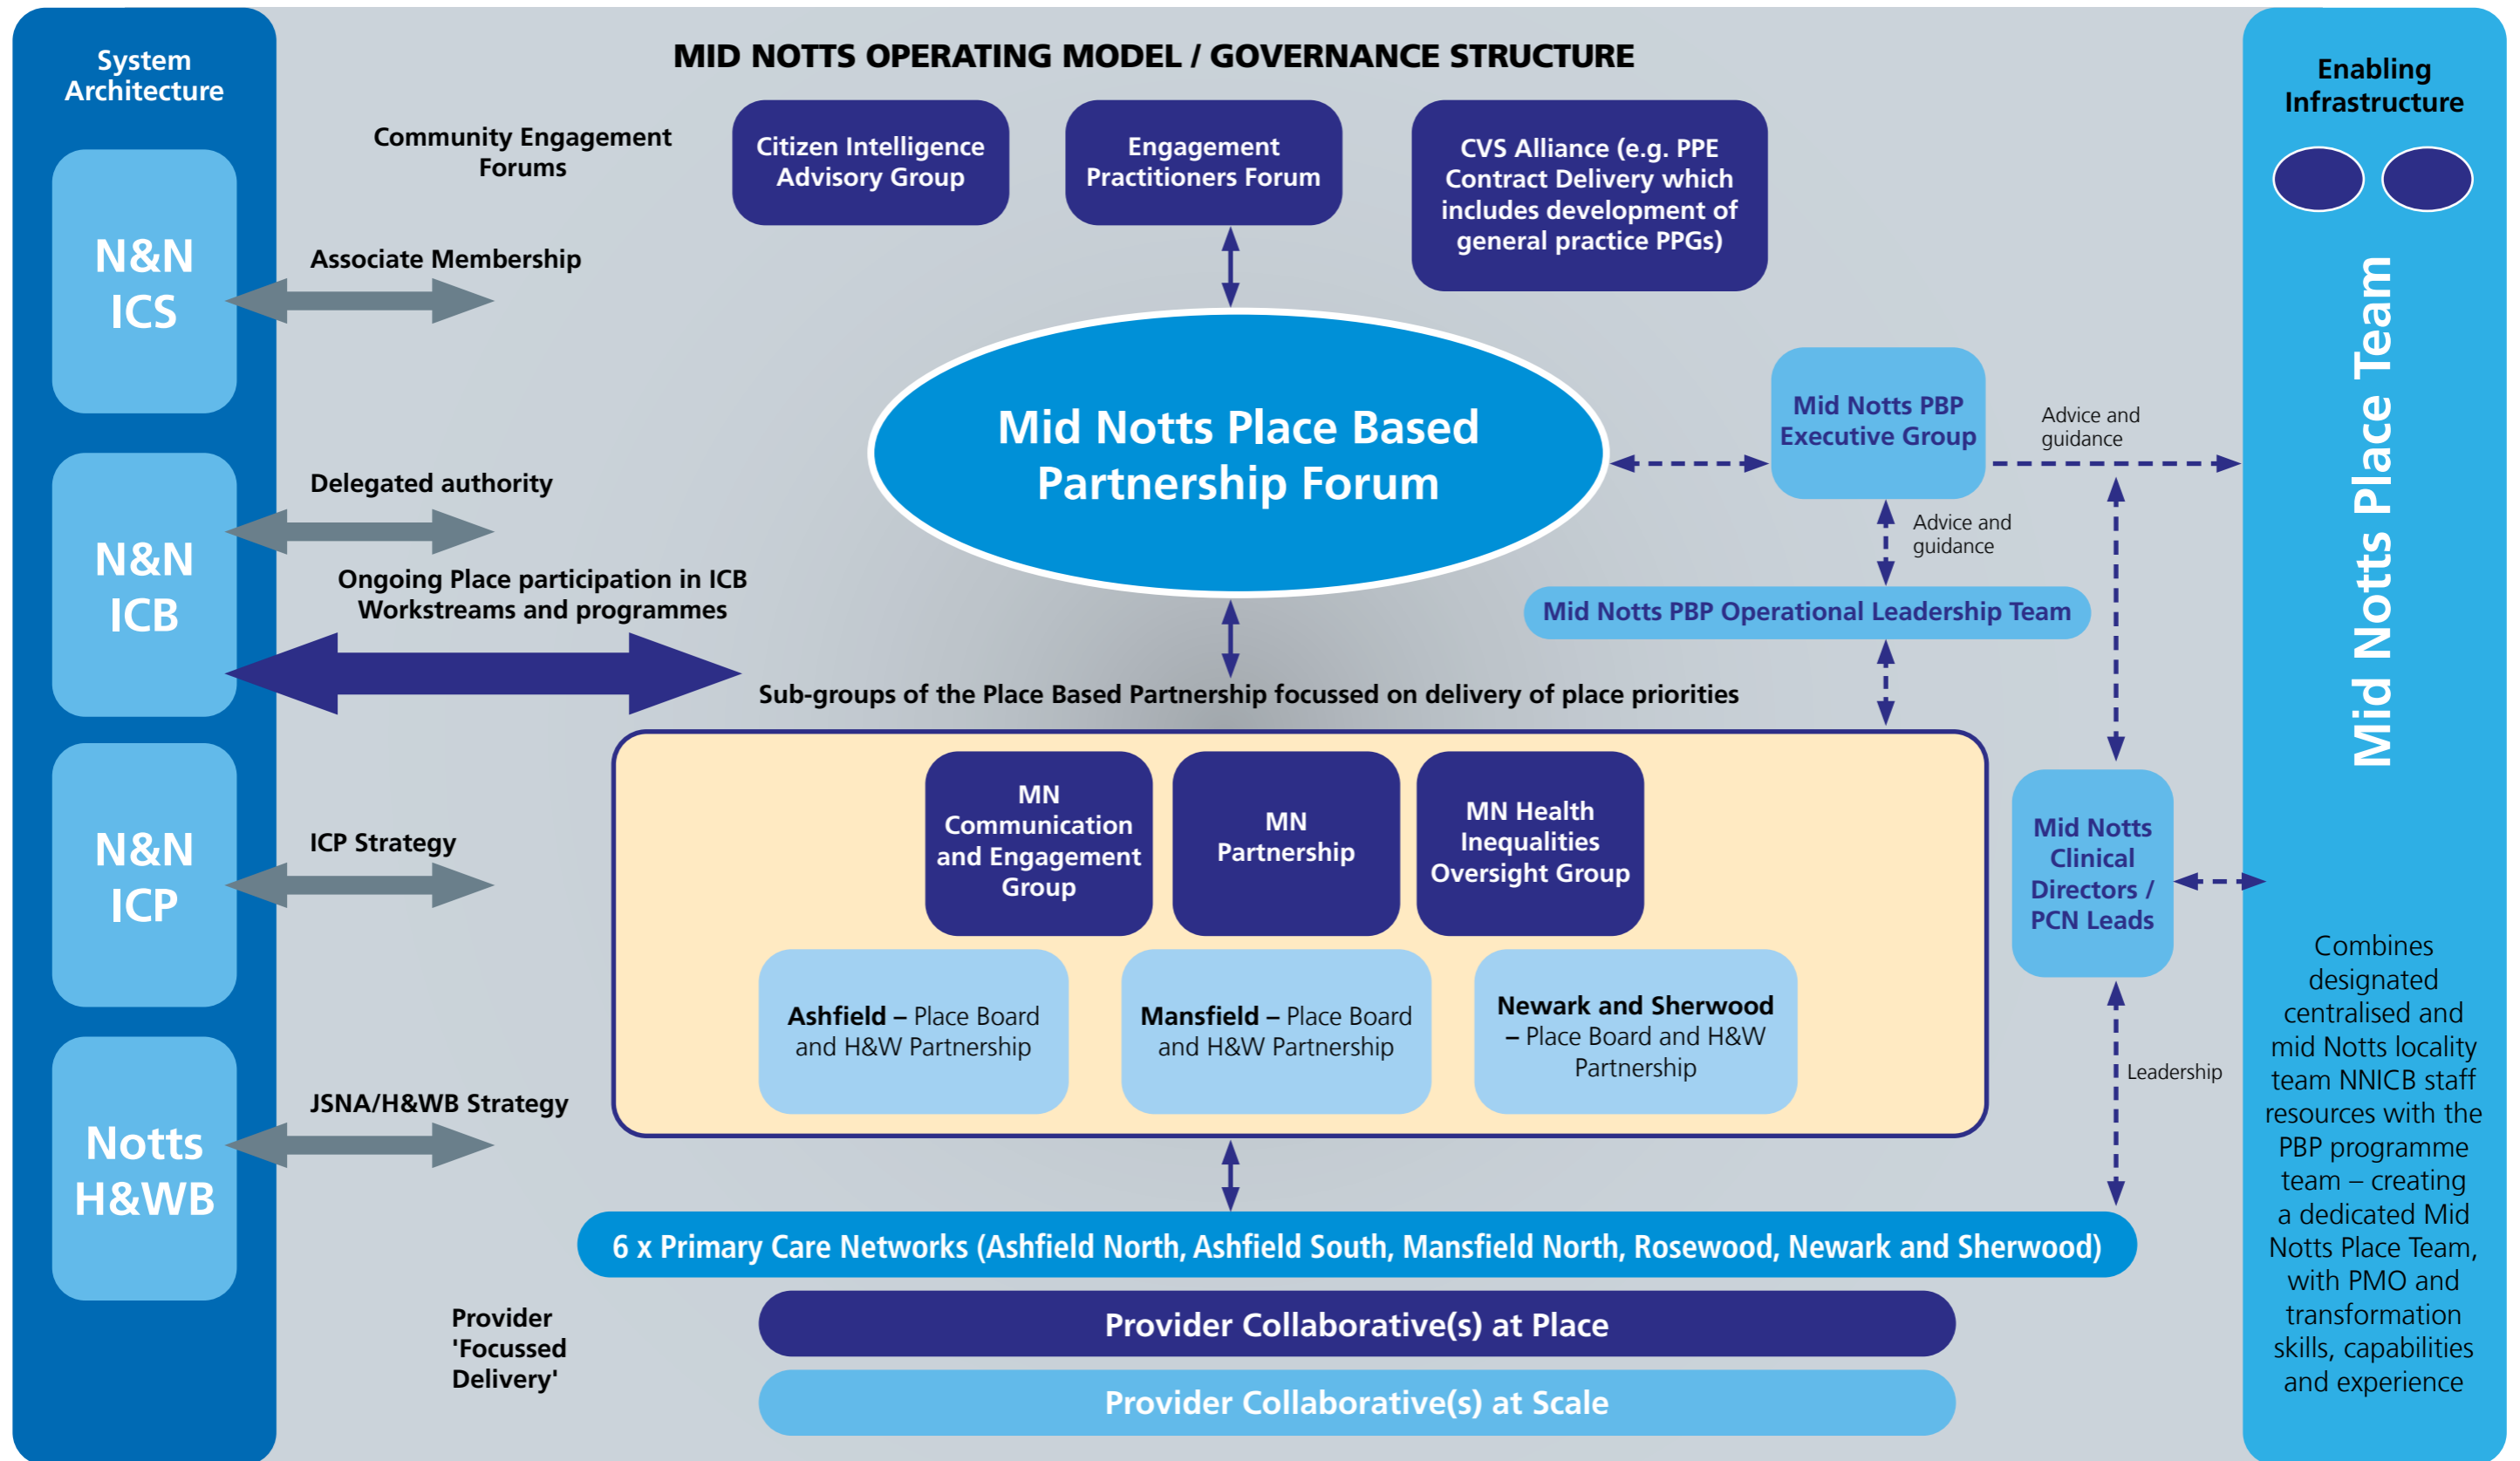 MID NOTTS OPERATING MODEL / GOVERNANCE STRUCTURE
System
Architecture
N&N
ICS
N&N
ICB
N&N
ICP
Notts
H&WB
Community Engagement
Forums
Associate Membership
Delegated authority
Ongoing Place participation in ICB
Workstreams and programmes
ICP Strategy
JSNA/H&WB Strategy
Citizen Intelligence
Advisory Group
Engagement
Practitioners Forum
CVS Alliance (e.g. PPE
Contract Delivery which
includes development of
general practice PPGs)
Mid Notts Place Based
Partnership Forum
Mid Notts PBP
Executive Group
Advice and
guidance
Advice and
guidance
Mid Notts PBP Operational Leadership Team
Sub-groups of the Place Based Partnership focussed on delivery of place priorities
MN
Communication
and Engagement
Group
MN
Partnership
MN Health
Inequalities
Oversight Group
Ashfield – Place Board
and H&W Partnership
Mansfield – Place Board
and H&W Partnership
Newark and Sherwood
– Place Board and H&W
Partnership
Mid Notts
Clinical
Directors /
PCN Leads
Leadership
6 x Primary Care Networks (Ashfield North, Ashfield South, Mansfield North, Rosewood, Newark and Sherwood)
Provider
'Focussed
Delivery'
Provider Collaborative(s) at Place
Provider Collaborative(s) at Scale
Enabling
Infrastructure
Mid Notts Place Team
Combines
designated
centralised and
mid Notts locality
team NNICB staff
resources with the
PBP programme
team – creating
a dedicated Mid
Notts Place Team,
with PMO and
transformation
skills, capabilities
and experience